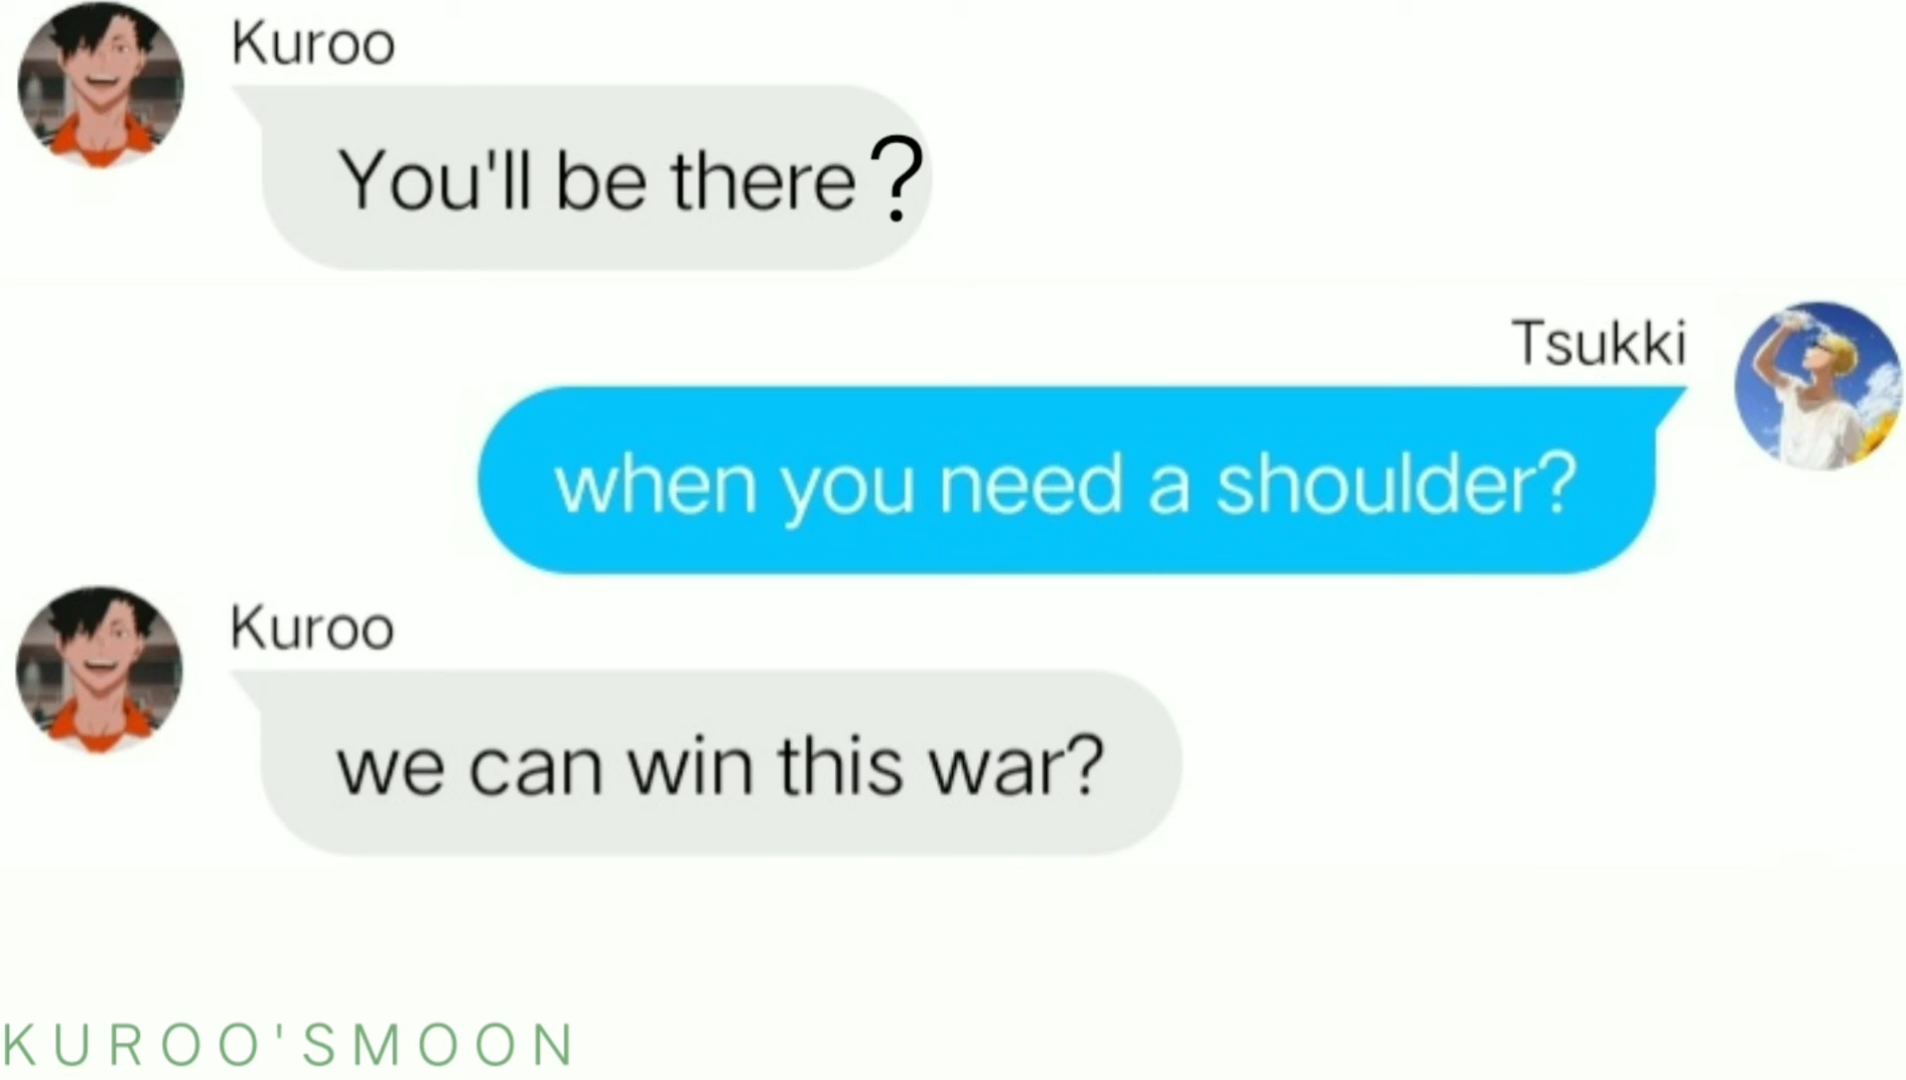 Kuroo
You'll be there?
Tsukki
when you need a shoulder?
Kuroo
we can win this war?
KUROO'SMOON